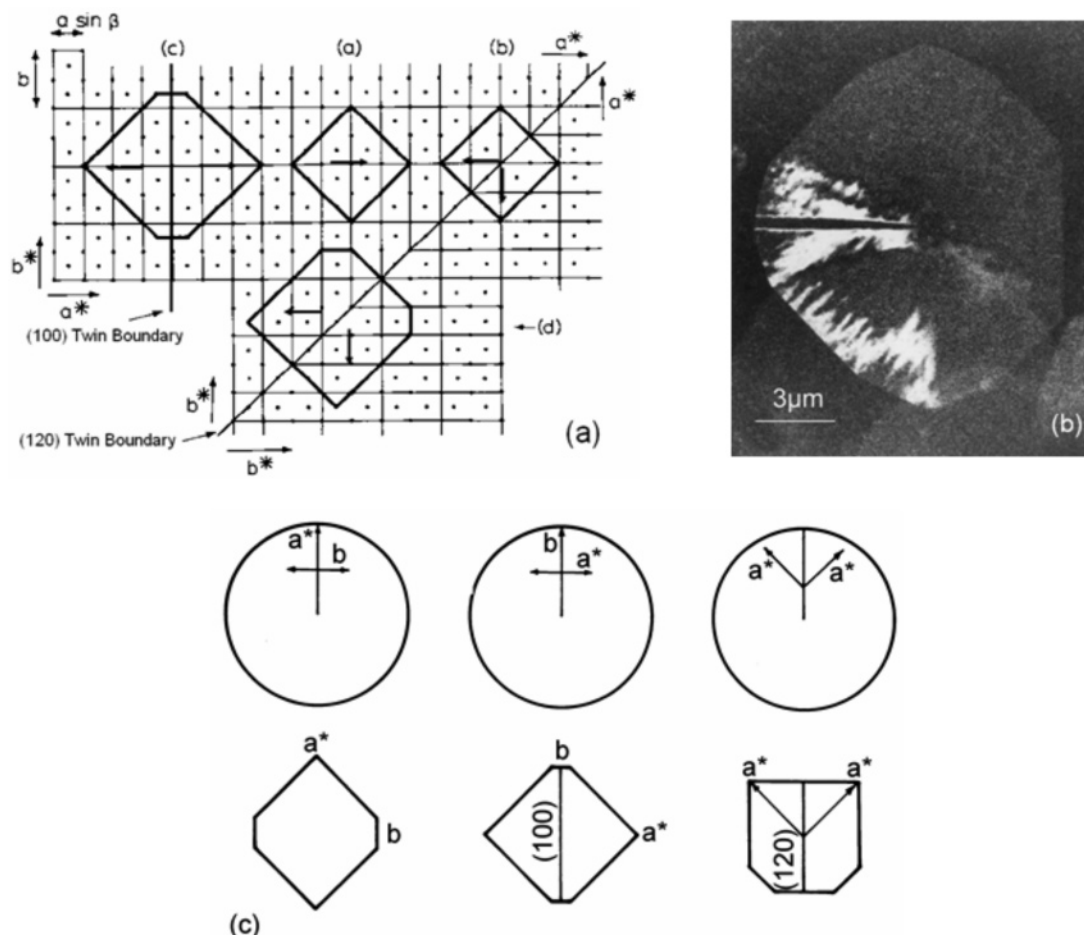 a sin β
(c)
(a)
(b)
a*
b
a*
b*
a*
(100) Twin Boundary
(d)
b*
(120) Twin Boundary
b*
(a)
3μm
(b)
a*
b
b
a*
a*
a*
a*
b
b
(100)
a*
a*
a*
(120)
(c)